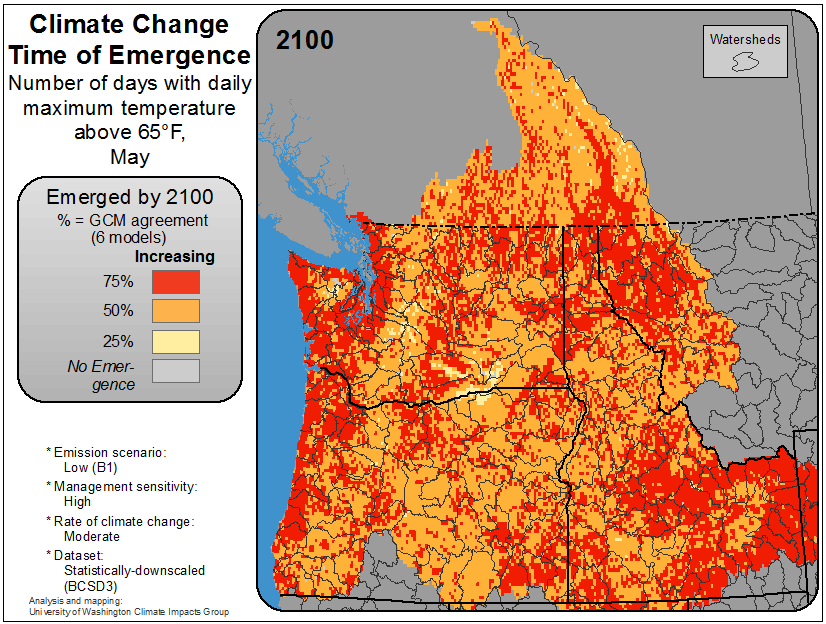 Climate Change
Time of Emergence
Number of days with daily
maximum temperature
above 65°F,
May
Emerged by 2100
% = GCM agreement
(6 models)
Increasing
75%
50%
25%
No Emer-
gence
* Emission scenario:
Low (B1)
* Management sensitivity:
High
* Rate of climate change:
Moderate
* Dataset:
Statistically-downscaled
(BCSD3)
Analysis and mapping:
University of Washington Climate Impacts Group
2100
Watersheds